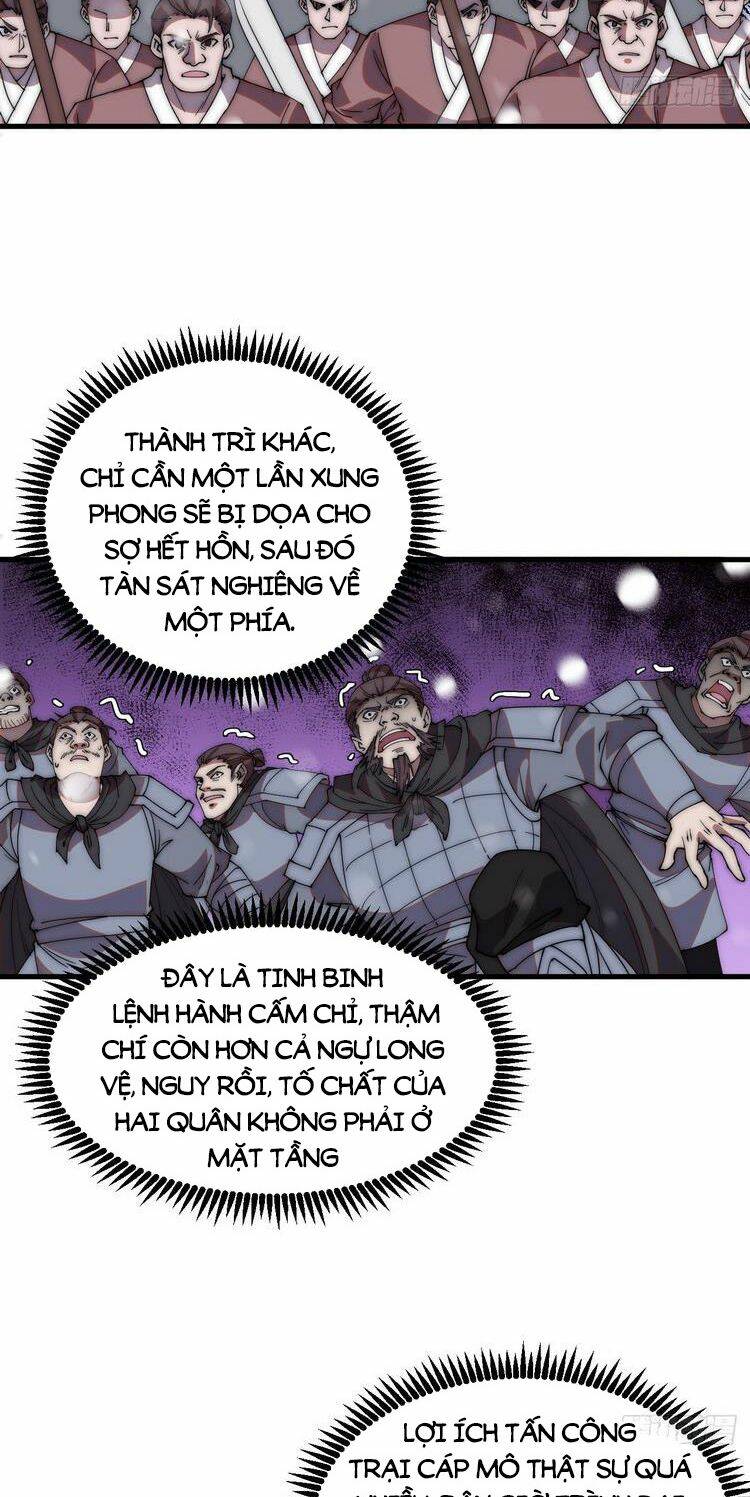 THÀNH TRÌ KHÁC,
CHỈ CẦN MỘT LẦN XUNG
PHONG SẼ BỊ DỌA CHO
SỢ HẾT HỒN, SAU ĐÓ
TÀN SÁT NGHIÊNG VỀ
MỘT PHÍA.
ĐÂY LÀ TINH BINH
LỆNH HÀNH CẤM CHỈ, THẬM
CHÍ CÒN HƠN CẢ NGỰ LONG
VỆ, NGUY RỒI, TỐ CHẤT CỦA
HAI QUÂN KHÔNG PHẢI Ở
MẶT TẦNG
LỢI ÍCH TẤN CÔNG
TRẠI CÁP MÔ THẬT SỰ QUÁ